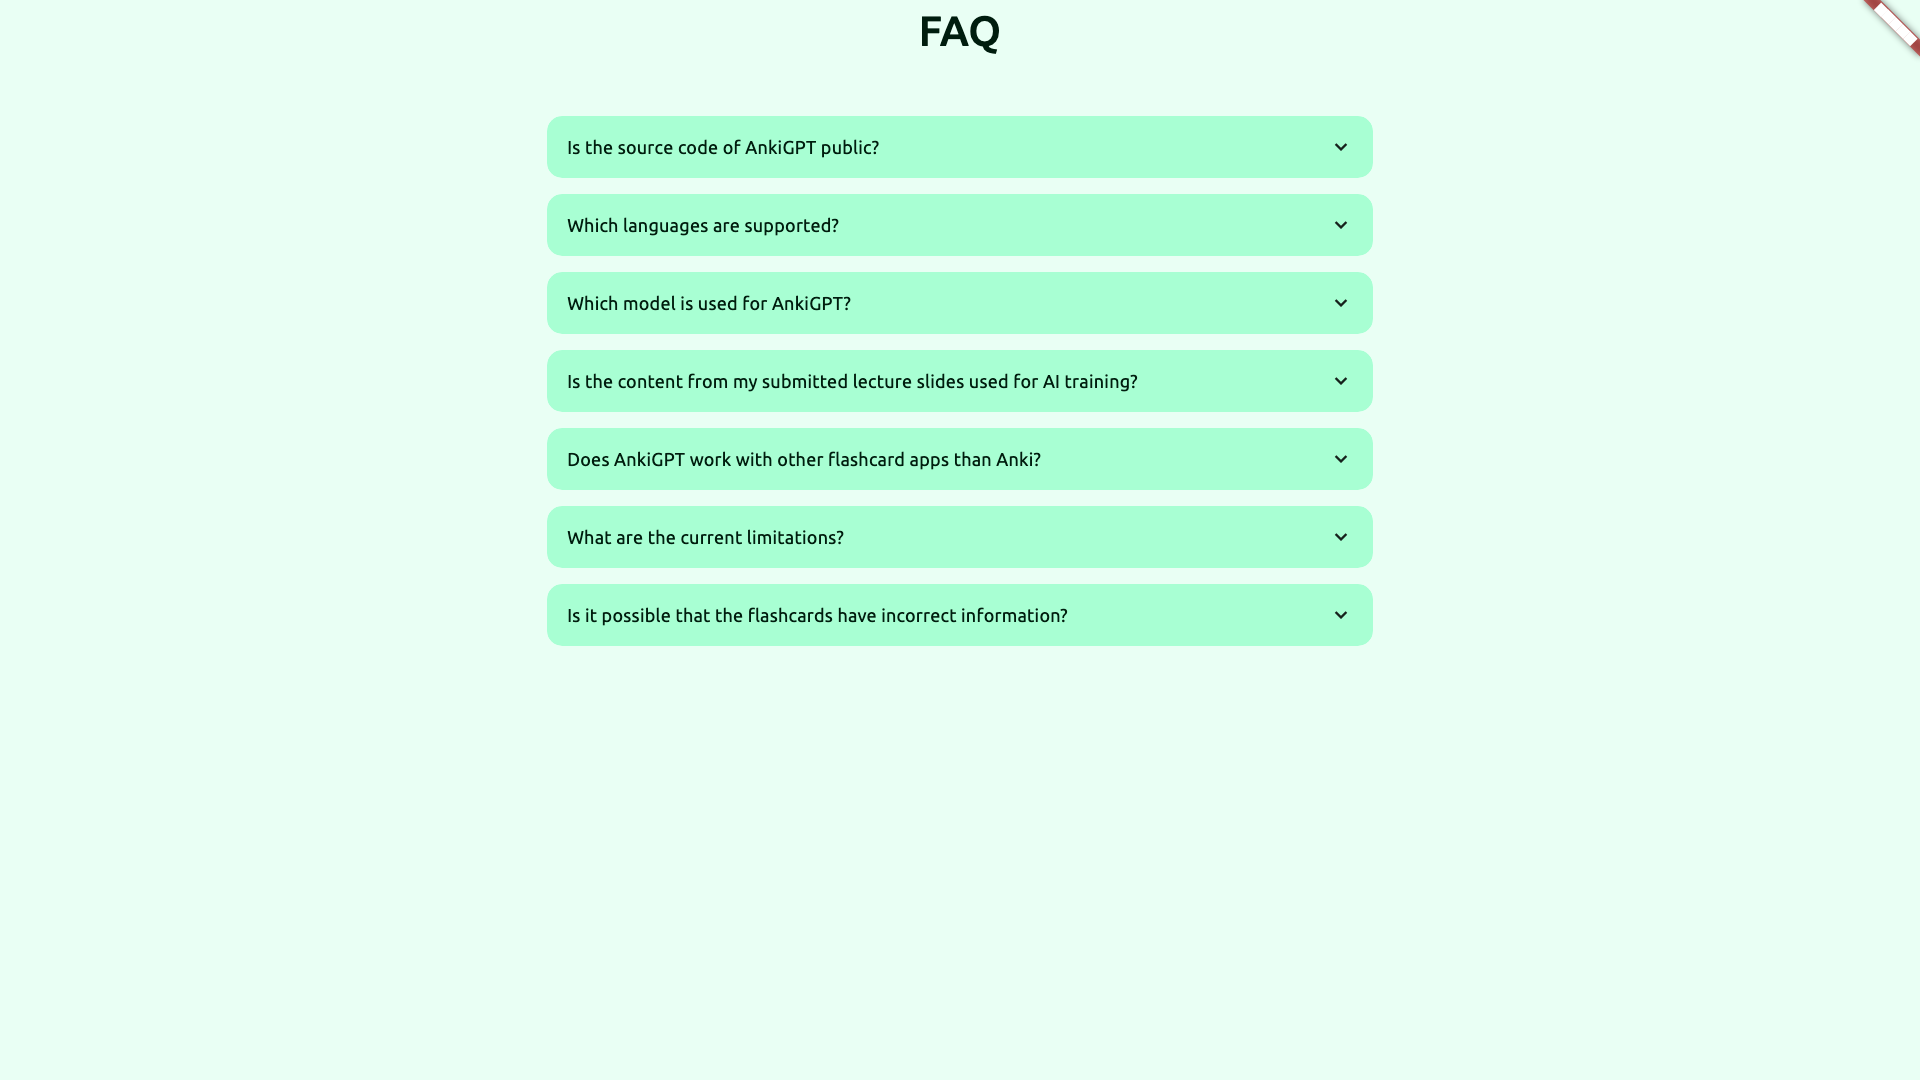 FAQ
Is the source code of AnkiGPT public?
Which languages are supported?
Which model is used for AnkiGPT?
Is the content from my submitted lecture slides used for AI training?
Does AnkiGPT work with other flashcard apps than Anki?
What are the current limitations?
Is it possible that the flashcards have incorrect information?